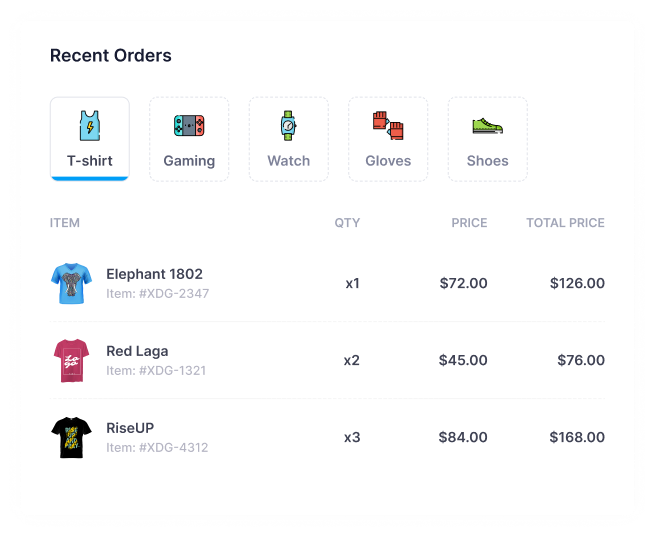 Recent Orders
T-shirt
Gaming
Watch
Gloves
Shoes
ITEM QTY PRICE TOTAL PRICE
Elephant 1802
Item: #XDG-2347
x1 $72.00 $126.00
Red Laga
Item: #XDG-1321
x2 $45.00 $76.00
RiseUP
Item: #XDG-4312
x3 $84.00 $168.00